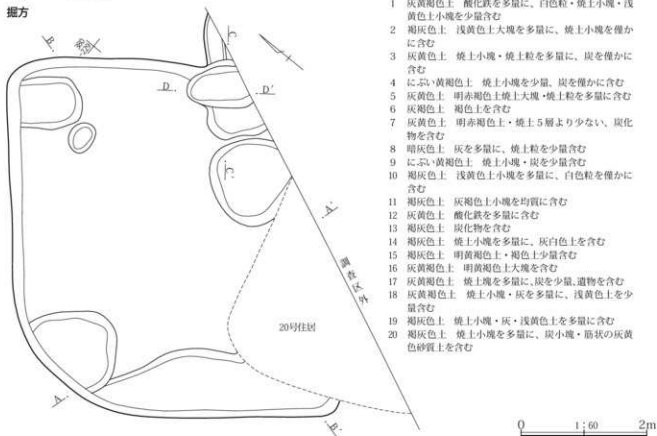 掘方
1 灰黄褐色土 酸化鉄を多量に、白色粒・焼土小塊・浅
黄色土小塊を少量含む
2 褐灰色土 浅黄色土大塊を多量に、焼土小塊を僅か
に含む
3 灰黄色土 焼土小塊・焼土粒を多量に、炭を僅かに
含む
4 にぶい黄褐色土 焼土小塊を少量、炭を僅かに含む
5 灰黄色土 明赤褐色土焼土大塊・焼土粒を多量に含む
6 灰褐色土 褐色土を含む
7 灰黄色土 明赤褐色土・焼土5層より少ない、炭化
物を含む
8 暗灰色土 灰を多量に、焼土粒を少量含む
9 にぶい黄褐色土 焼土小塊・炭を少量含む
10 褐灰色土 浅黄色土小塊を多量に、白色粒を僅かに
含む
11 褐灰色土 灰褐色土小塊を均質に含む
12 灰黄色土 酸化鉄を多量に含む
13 褐灰色土 炭化物を含む
14 褐灰色土 焼土小塊を多量に、灰白色土を含む
15 褐灰色土 明黄褐色土・褐色土少量含む
16 灰黄褐色土 明黄褐色土大塊を含む
17 灰黄褐色土 焼土塊を多量に、炭を少量、遺物を含む
18 灰黄褐色土 焼土小塊・灰を多量に、浅黄色土を少
量含む
19 褐灰色土 焼土小塊・灰・浅黄色土を多量に含む
20 褐灰色土 焼土小塊を多量に、炭小塊・筋状の灰黄
色砂質土を含む
B
C
D
D'
C'
A'
調査区外
20号住居
A
B'
0 1:60 2m